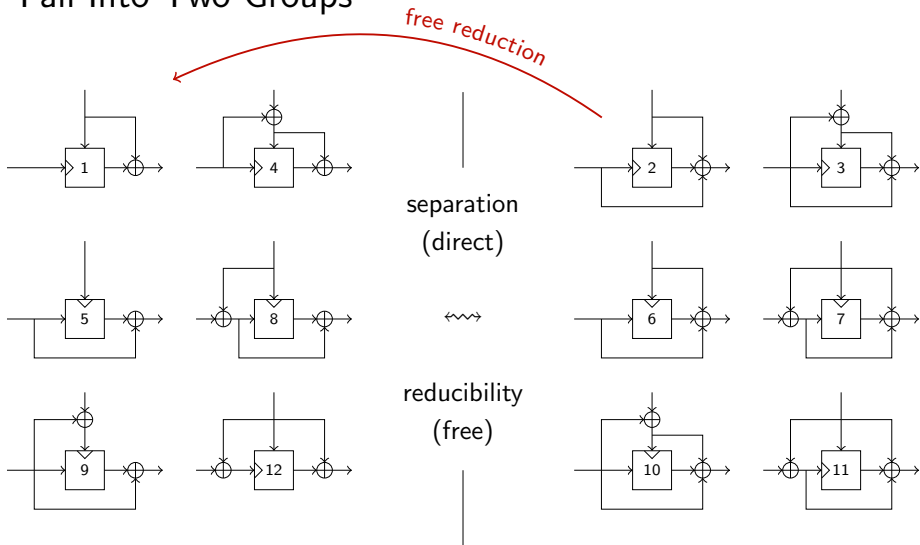 Fall Into Two Groups
free reduction
1
4
2
3
separation
(direct)
5
8
6
7
reducibility
(free)
9
12
10
11